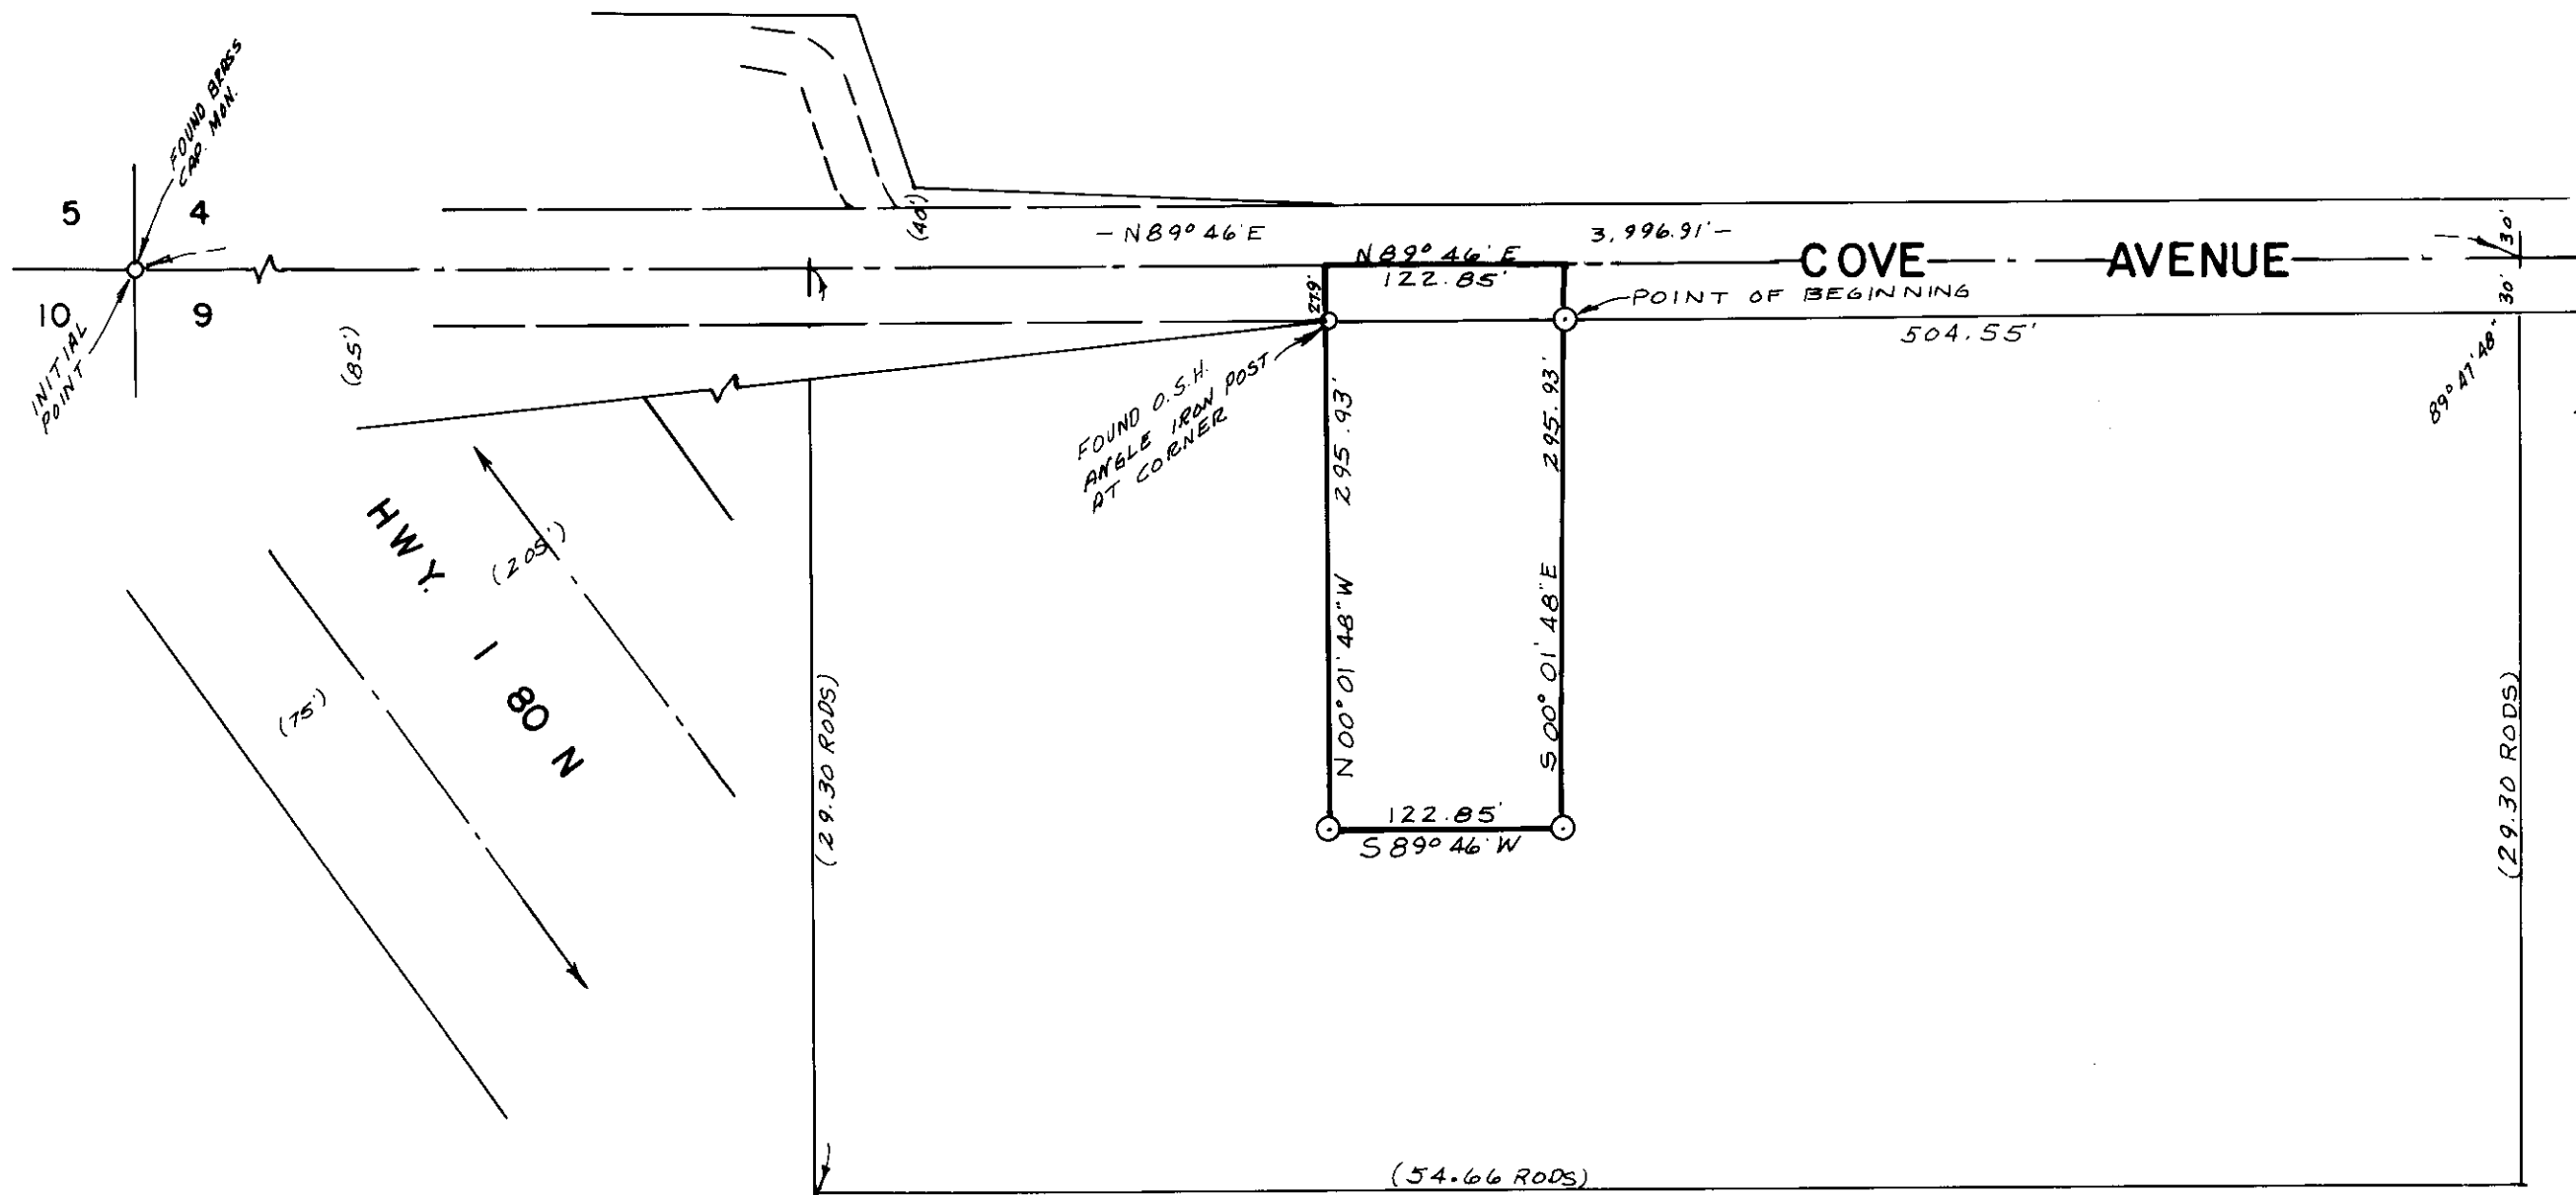 FOUND BRASS
CAP. MON.
5
4
10
9
INITIAL
POINT
(85')
(40')
- N89° 46' E
3,996.91' -
N89° 46' E
122.85'
COVE AVENUE
30'
30'
27.9'
POINT OF BEGINNING
504.55'
89° 47' 48"
FOUND O.S.H.
ANGLE IRON POST
AT CORNER
295.93'
295.93'
HWY. I 80 N
(205')
(75')
N 00° 01' 48" W
S 00° 01' 48" E
(29.30 RODS)
(29.30 RODS)
122.85'
S 89° 46' W
(54.66 RODS)